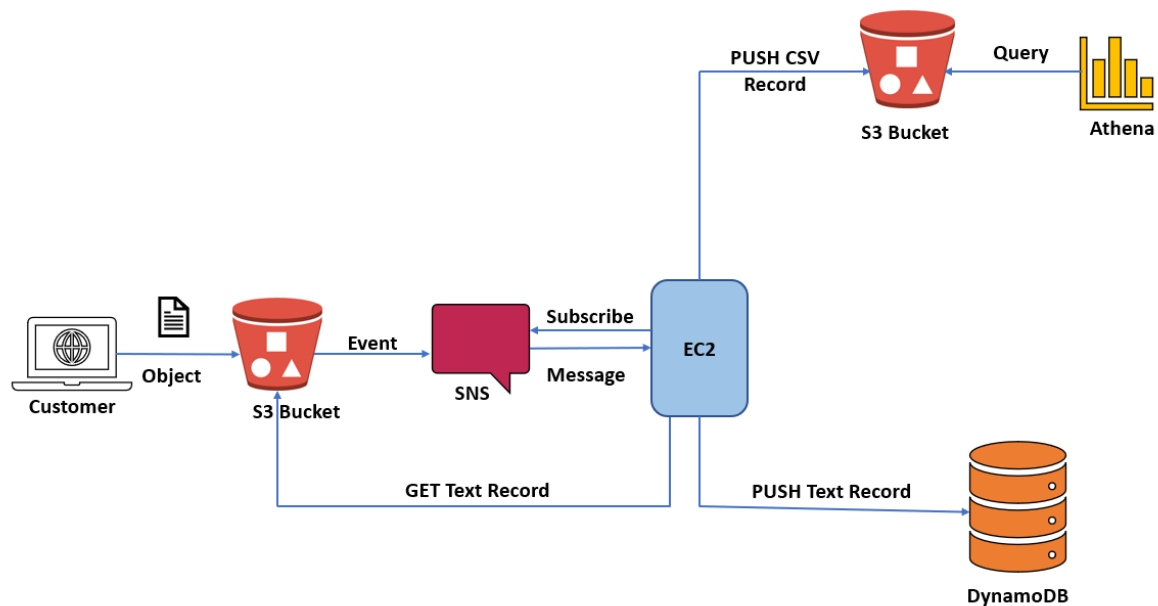 PUSH CSV
Record
Query
S3 Bucket
Athena
Object
Customer
S3 Bucket
Event
SNS
Subscribe
Message
EC2
GET Text Record
PUSH Text Record
DynamoDB